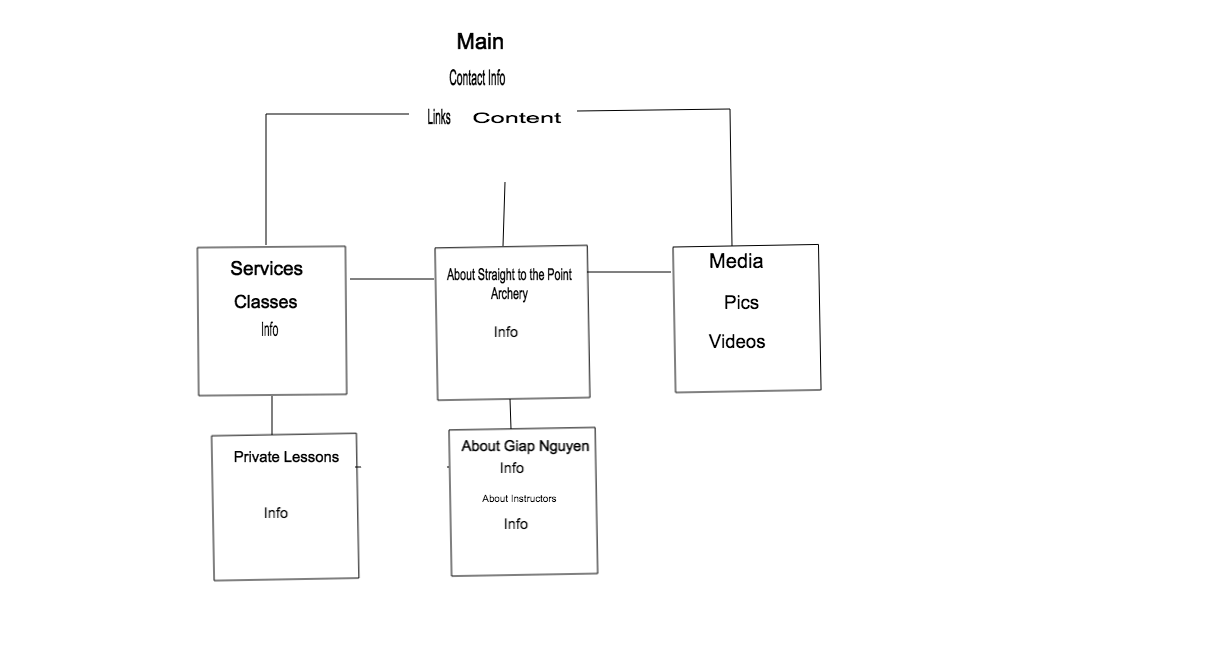 Main
Contact Info
Links Content
Services
Classes
Info
About Straight to the Point
Archery
Info
Media
Pics
Videos
Private Lessons
Info
About Giap Nguyen
Info
About Instructors
Info